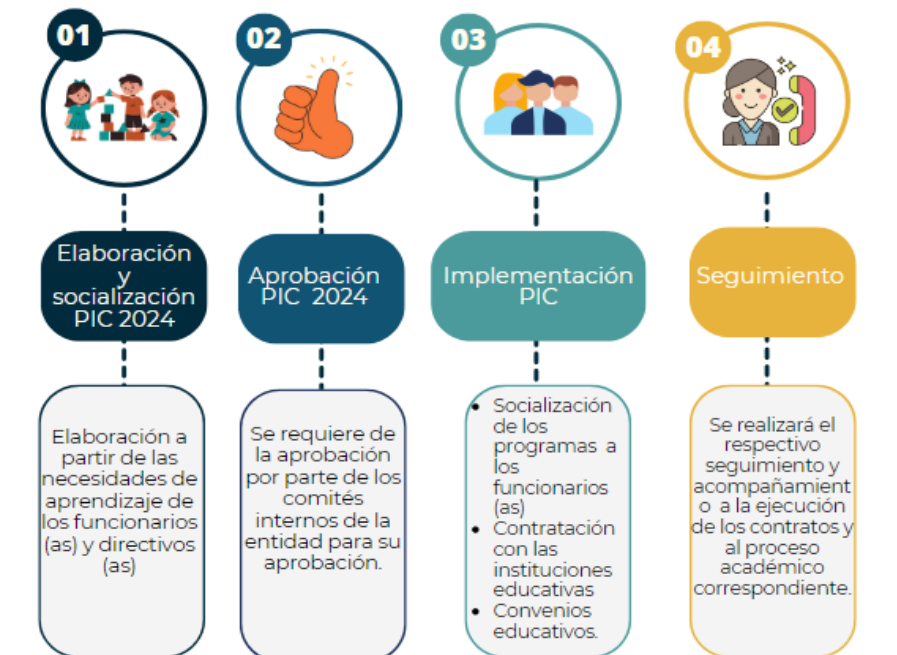 01
Elaboración
y
socialización
PIC 2024
Elaboración a
partir de las
necesidades de
aprendizaje de
los funcionarios
(as) y directivos
(as)
02
Aprobación
PIC 2024
Se requiere de
la aprobación
por parte de los
comités
internos de la
entidad para su
aprobación.
03
Implementación
PIC
• Socialización
de los
programas a
los
funcionarios
(as)
• Contratación
con las
instituciones
educativas
• Convenios
educativos.
04
Seguimiento
Se realizará el
respectivo
seguimiento y
acompañamient
o a la ejecución
de los contratos y
al proceso
académico
correspondiente.